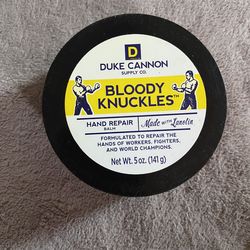 D
DUKE CANNON
SUPPLY CO.
BLOODY
KNUCKLES™
HAND REPAIR
BALM
Made with Lanolin
FORMULATED TO REPAIR THE
HANDS OF WORKERS, FIGHTERS,
AND WORLD CHAMPIONS.
Net Wt. 5 oz. (141 g)